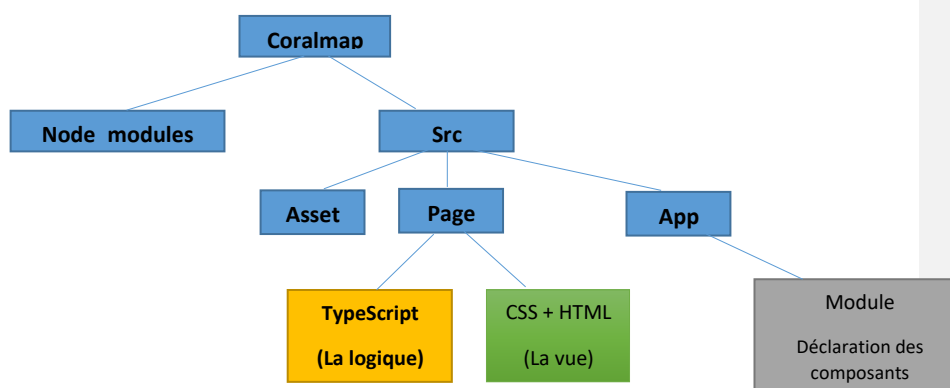 Coralmap
Node modules
Src
Asset
Page
App
TypeScript
(La logique)
CSS + HTML
(La vue)
Module
Déclaration des
composants